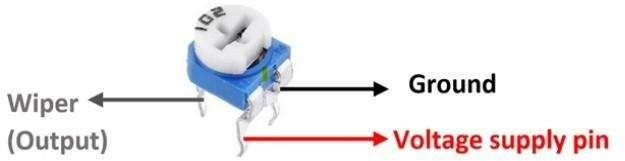 102
Ground
Wiper
(Output)
Voltage supply pin